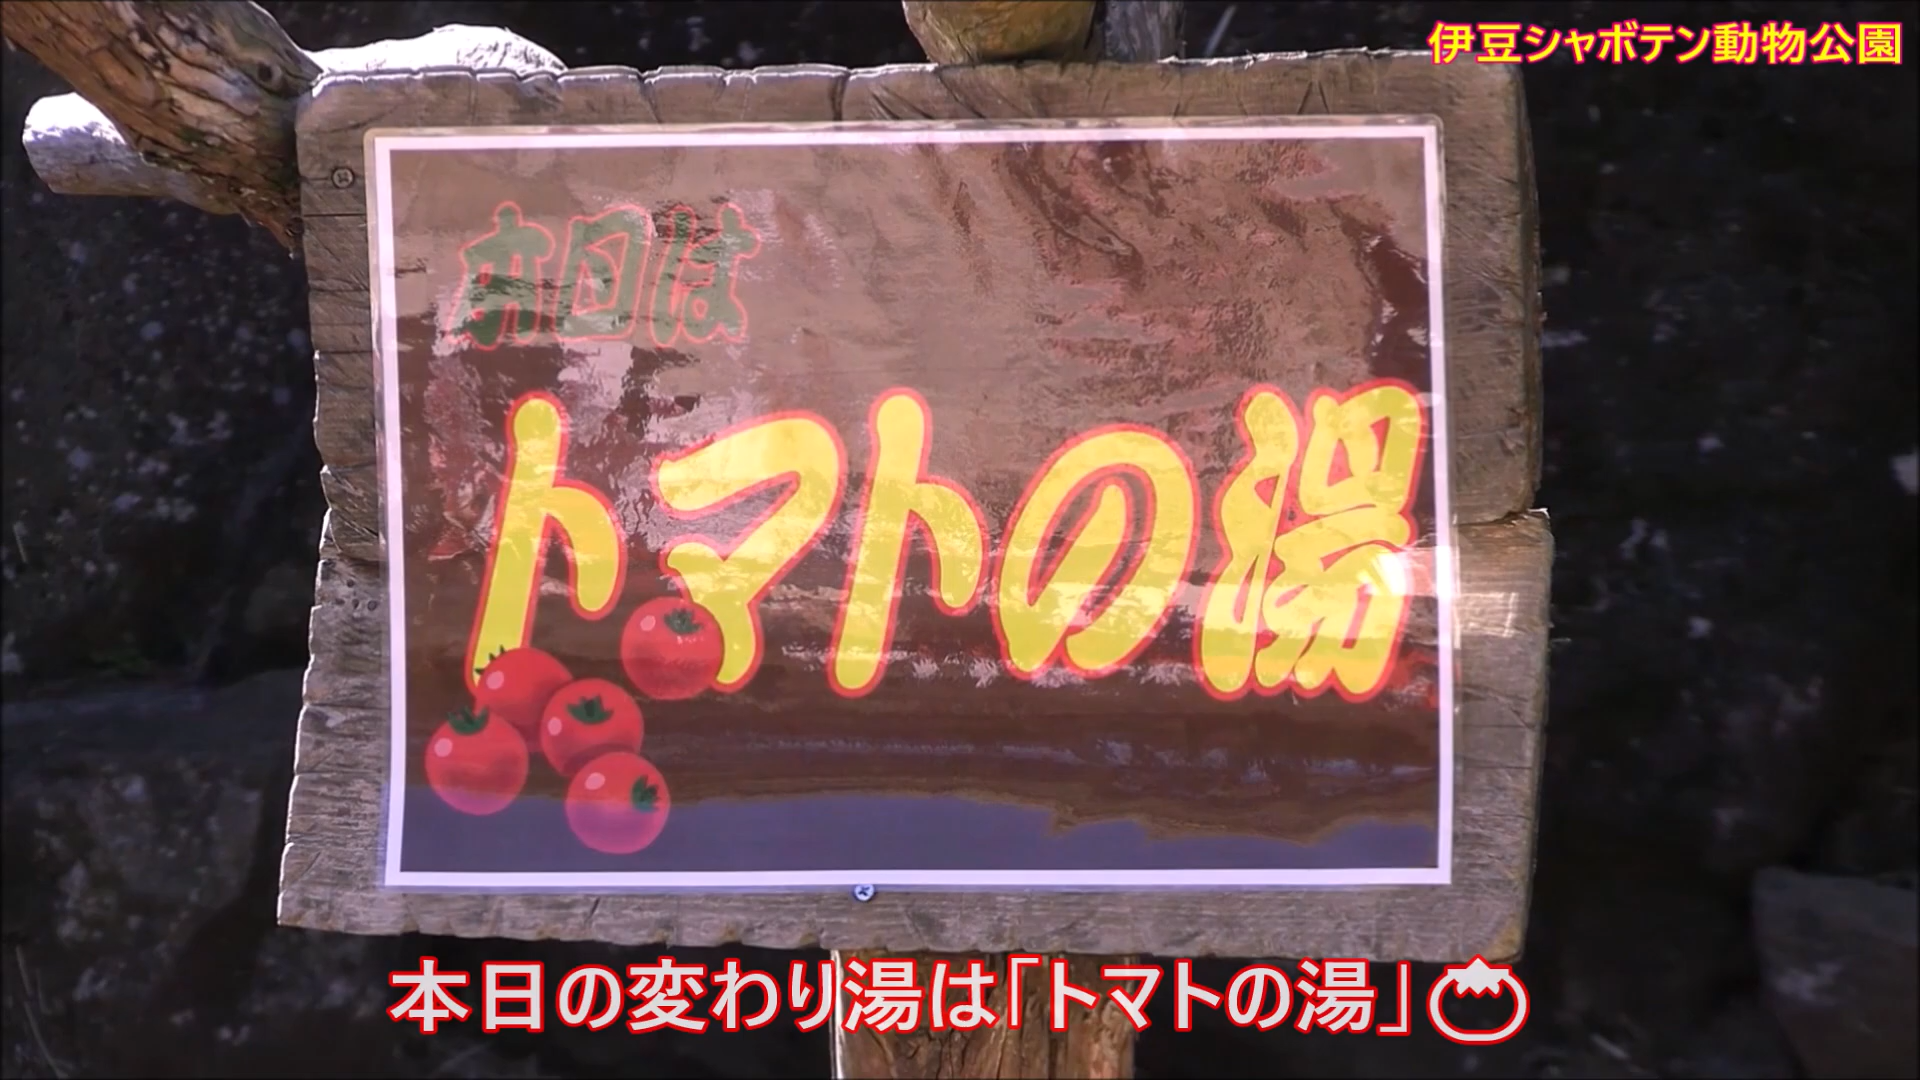 伊豆シャボテン動物公園
本日は
トマトの湯
本日の変わり湯は「トマトの湯」🍅